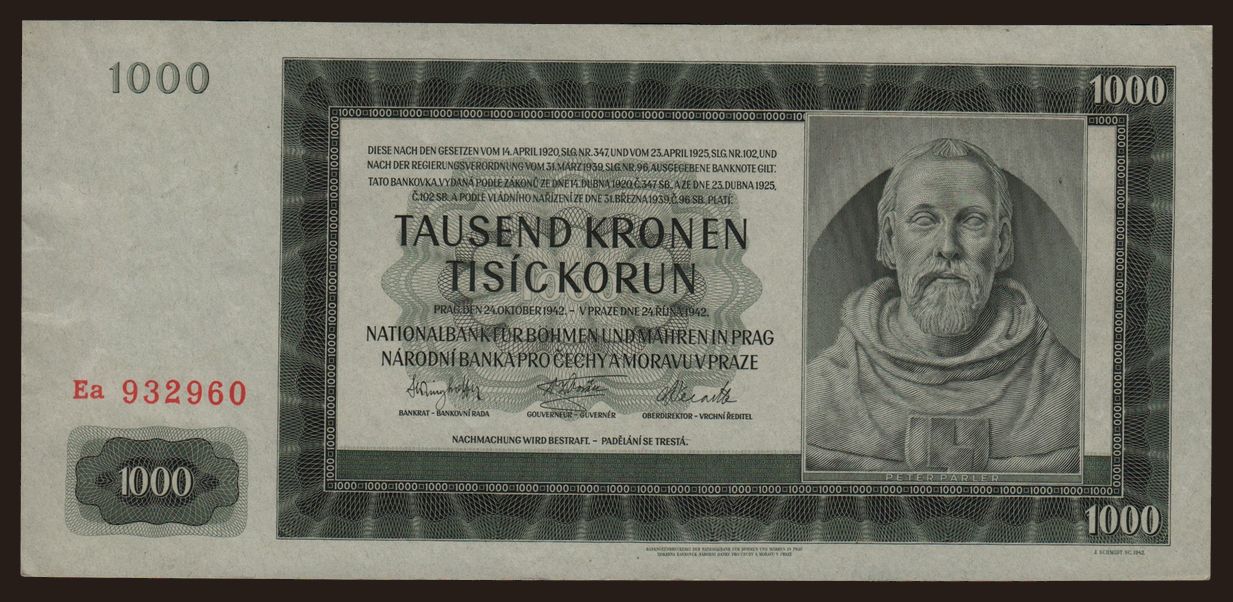 1000
1000
DIESE NACH DEN GESETZEN VOM 14. APRIL 1920, SLG. NR. 347, UND VOM 23. APRIL 1925, SLG. NR. 102, UND
NACH DER REGIERUNGSVERORDNUNG VOM 31. MÄRZ 1939, SLG. NR. 96, AUSGEGEBENE BANKNOTE GILT:
TATO BANKOVKA, VYDANÁ PODLE ZÁKONŮ ZE DNE 14. DUBNA 1920, Č. 347 SB. A ZE DNE 23. DUBNA 1925,
Č. 102 SB. A PODLE VLÁDNÍHO NAŘÍZENÍ ZE DNE 31. BŘEZNA 1939, Č. 96 SB. PLATÍ:
TAUSEND KRONEN
TISÍC KORUN
PRAG, DEN 24. OKTOBER 1942. – V PRAZE DNE 24. ŘÍJNA 1942.
NATIONALBANK FÜR BÖHMEN UND MÄHREN IN PRAG
NÁRODNÍ BANKA PRO ČECHY A MORAVU V PRAZE
Ea 932960
BANKRAT – BANKOVNÍ RADA GOUVERNEUR – GUVERNÉR OBERDIREKTOR – VRCHNÍ ŘEDITEL
NACHMACHUNG WIRD BESTRAFT. – PADĚLÁNÍ SE TRESTÁ.
1000
PETER PARLER
1000
J. SCHMIDT SC. 1942.